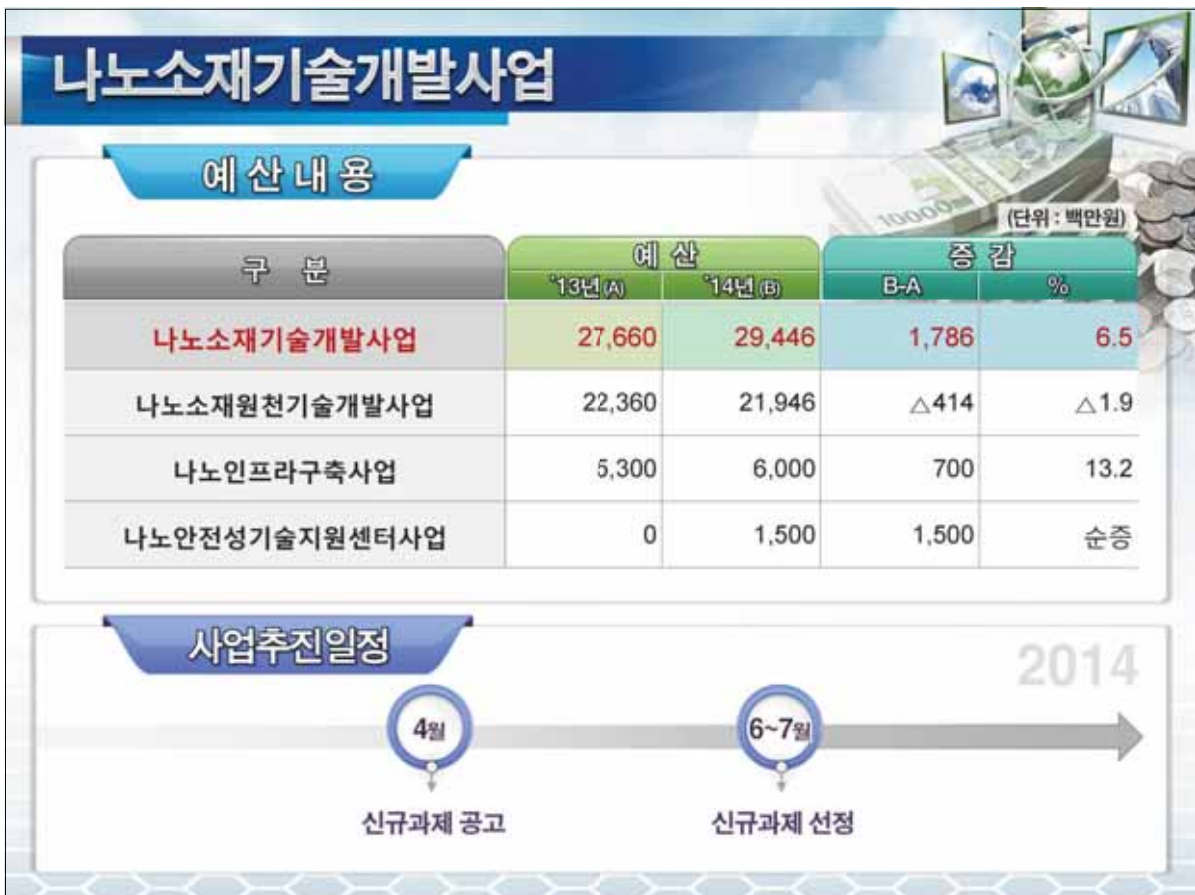 나노소재기술개발사업
예산내용
10000
(단위 : 백만원)
구 분 예 산 증 감
'13년 (A) '14년 (B) B-A %
나노소재기술개발사업 27,660 29,446 1,786 6.5
나노소재원천기술개발사업 22,360 21,946 △414 △1.9
나노인프라구축사업 5,300 6,000 700 13.2
나노안전성기술지원센터사업 0 1,500 1,500 순증
사업추진일정
2014
4월 6~7월
신규과제 공고 신규과제 선정